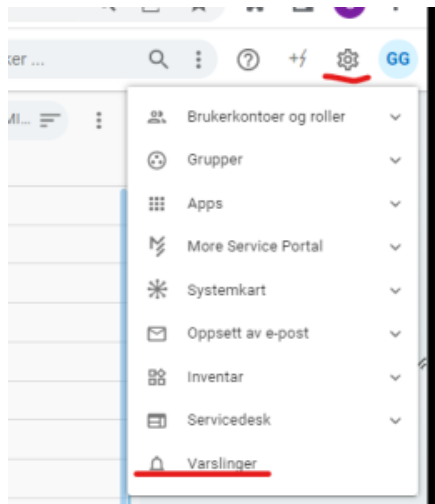 ker ...
GG
Brukerkontoer og roller
Grupper
Apps
More Service Portal
Systemkart
Oppsett av e-post
Inventar
Servicedesk
Varslinger